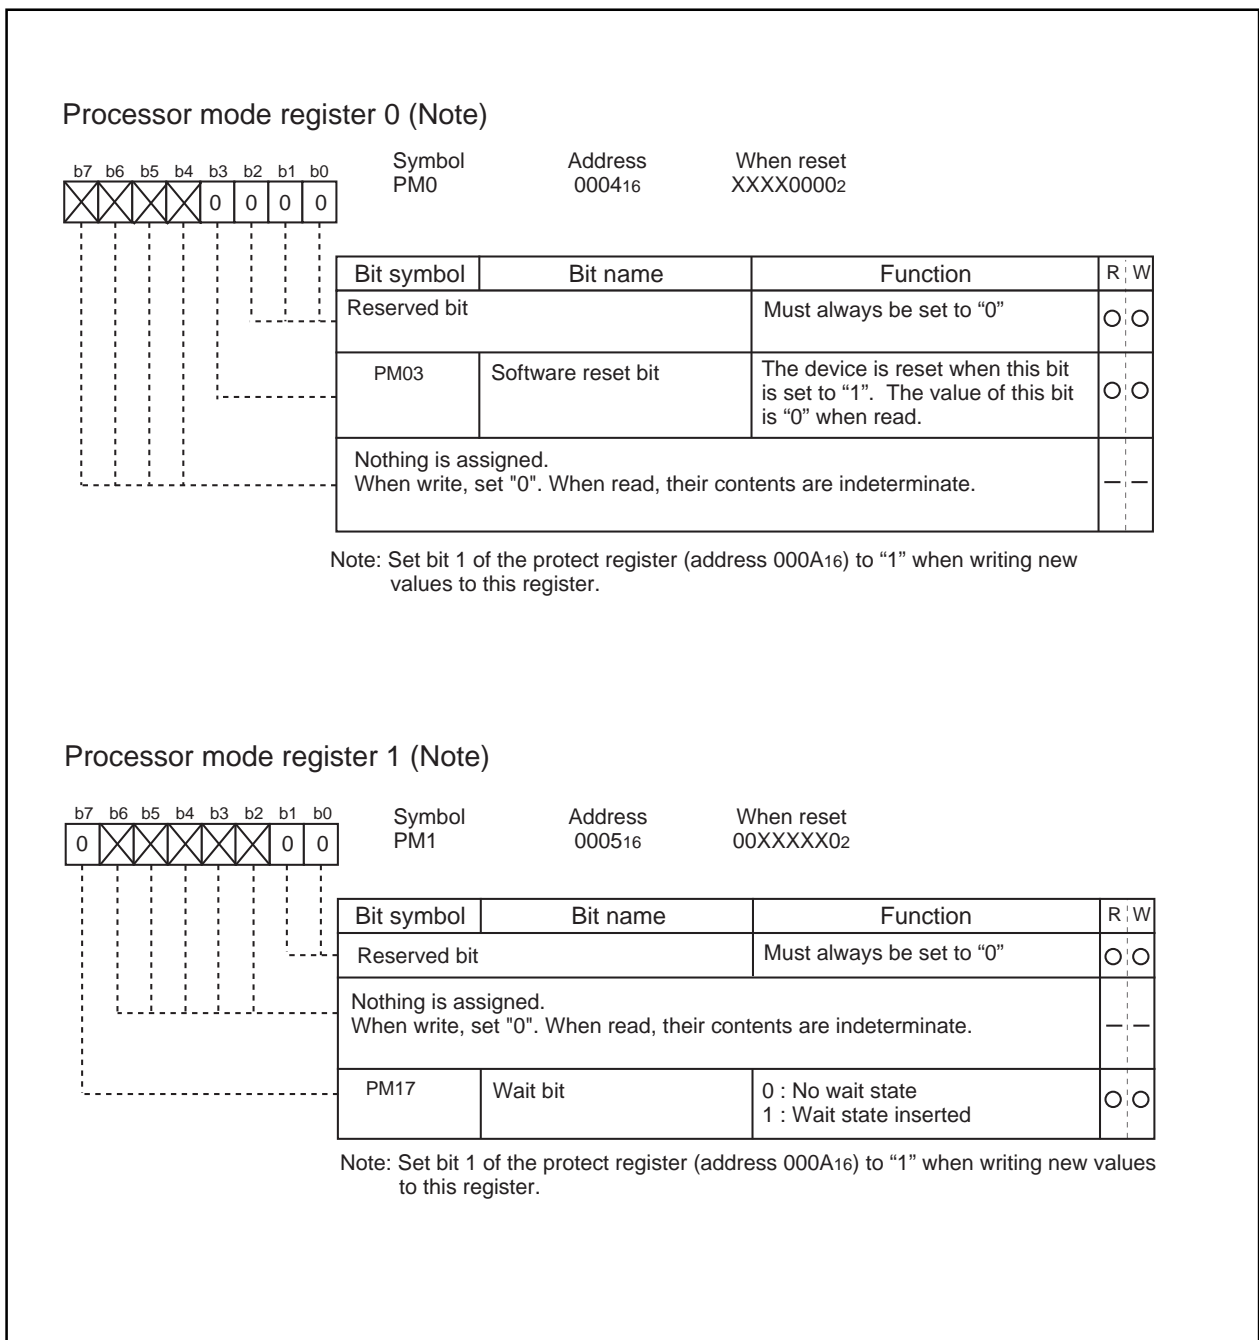 Processor mode register 0 (Note)
b7 b6 b5 b4 b3 b2 b1 b0
0 0 0 0
Symbol Address When reset
PM0 000416 XXXX00002
Bit symbol Bit name Function R W
Reserved bit Must always be set to “0”
PM03 Software reset bit The device is reset when this bit
is set to “1”. The value of this bit
is “0” when read.
Nothing is assigned.
When write, set "0". When read, their contents are indeterminate.
Note: Set bit 1 of the protect register (address 000A16) to “1” when writing new
values to this register.
Processor mode register 1 (Note)
b7 b6 b5 b4 b3 b2 b1 b0
0 0 0
Symbol Address When reset
PM1 000516 00XXXXX02
Bit symbol Bit name Function R W
Reserved bit Must always be set to “0”
Nothing is assigned.
When write, set "0". When read, their contents are indeterminate.
PM17 Wait bit 0 : No wait state
1 : Wait state inserted
Note: Set bit 1 of the protect register (address 000A16) to “1” when writing new values
to this register.